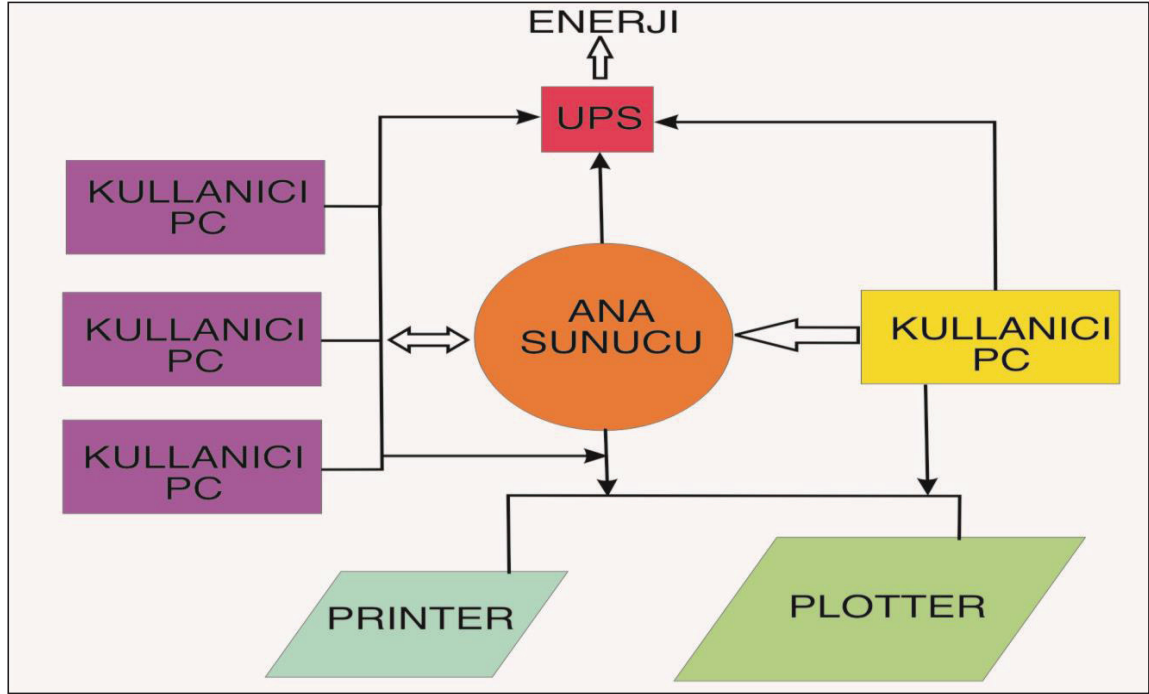 ENERJİ
UPS
KULLANICI
PC
KULLANICI
PC
KULLANICI
PC
ANA
SUNUCU
KULLANICI
PC
PRINTER
PLOTTER